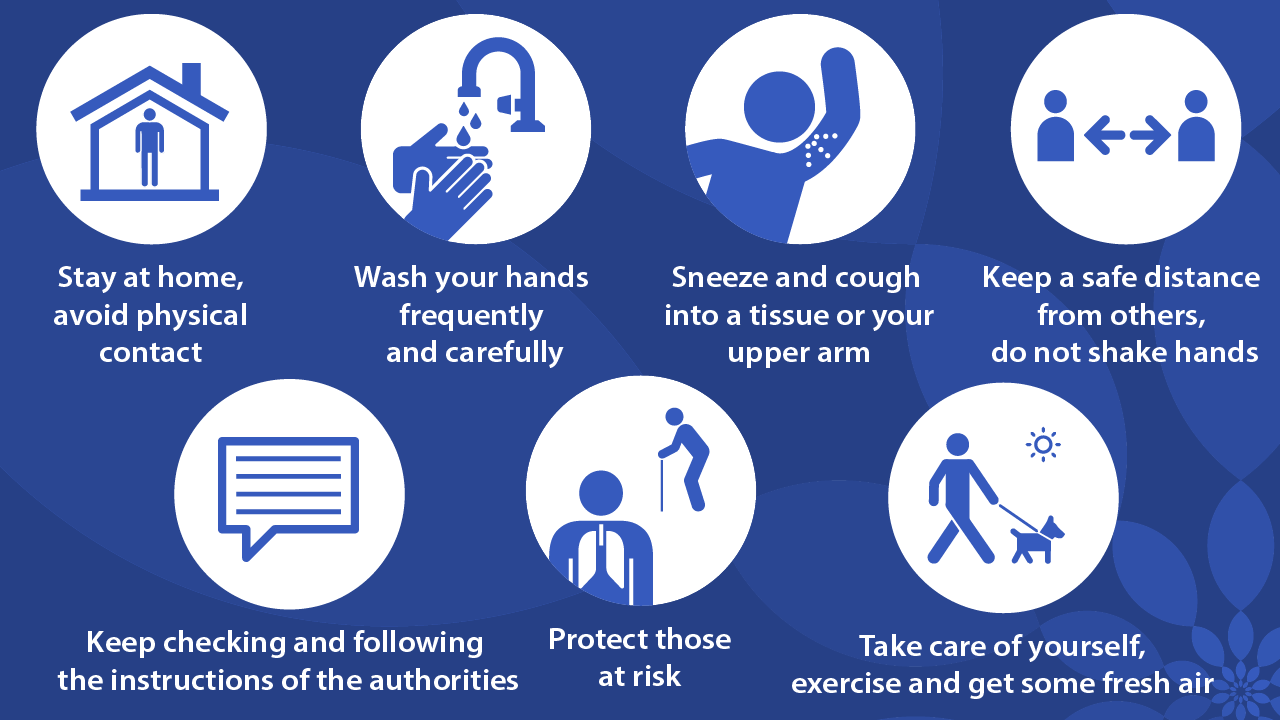 Stay at home,
avoid physical
contact
Wash your hands
frequently
and carefully
Sneeze and cough
into a tissue or your
upper arm
Keep a safe distance
from others,
do not shake hands
Keep checking and following
the instructions of the authorities
Protect those
at risk
Take care of yourself,
exercise and get some fresh air